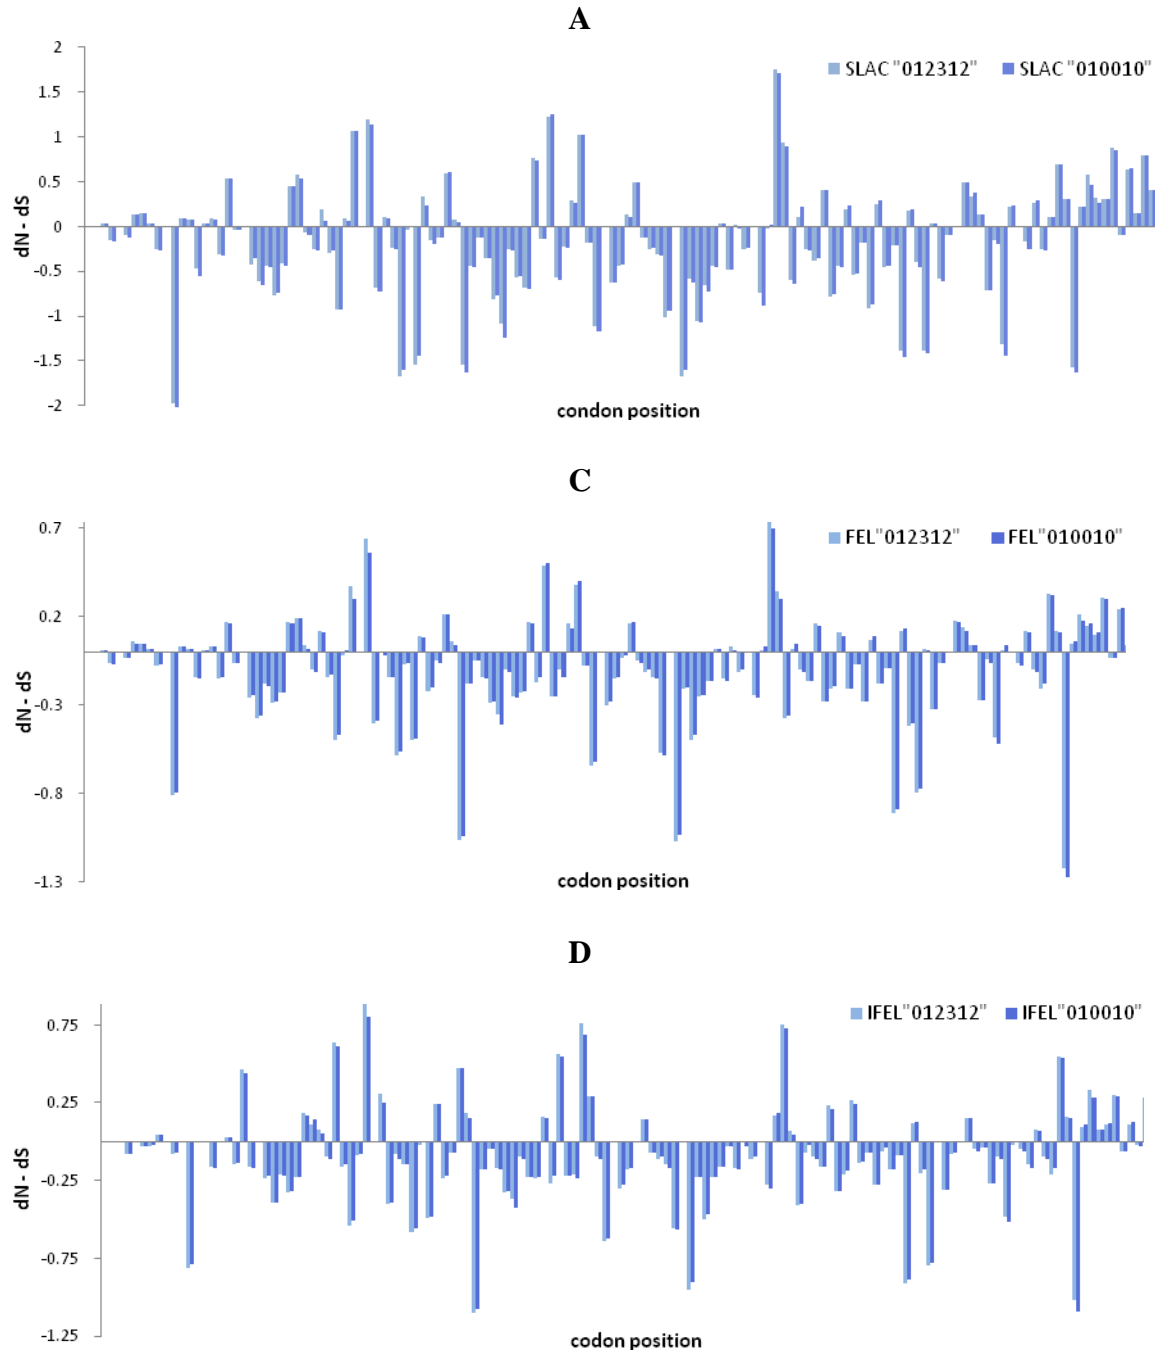 A
SLAC "012312" SLAC "010010"
2
1.5
1
0.5
0
-0.5
-1
-1.5
-2
dN - dS
condon position
C
FEL"012312" FEL"010010"
0.7
0.2
-0.3
-0.8
-1.3
dN - dS
codon position
D
IFEL"012312" IFEL"010010"
0.75
0.25
-0.25
-0.75
-1.25
dN - dS
codon position